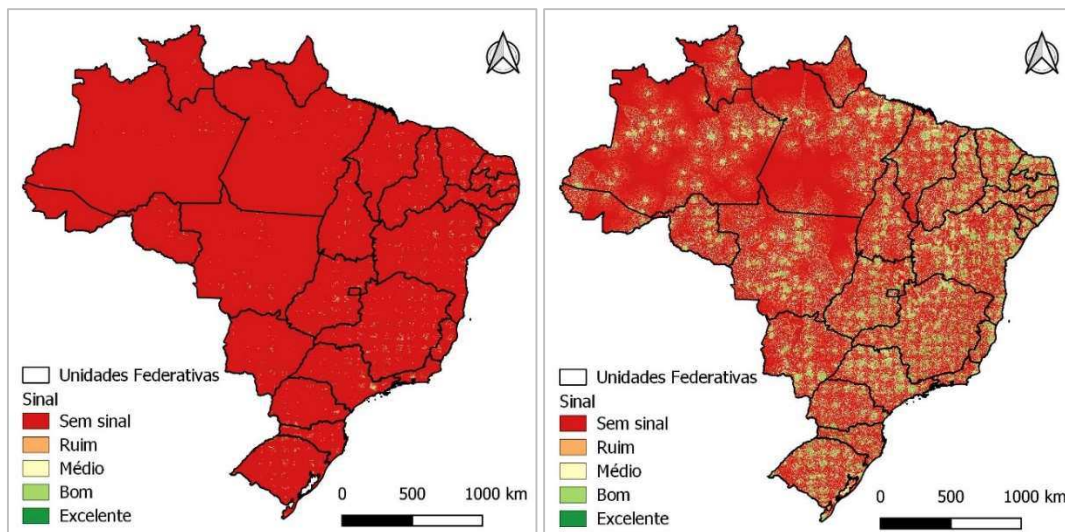 Unidades Federativas
Sinal
Sem sinal
Ruim
Médio
Bom
Excelente
0 500 1000 km
Unidades Federativas
Sinal
Sem sinal
Ruim
Médio
Bom
Excelente
0 500 1000 km